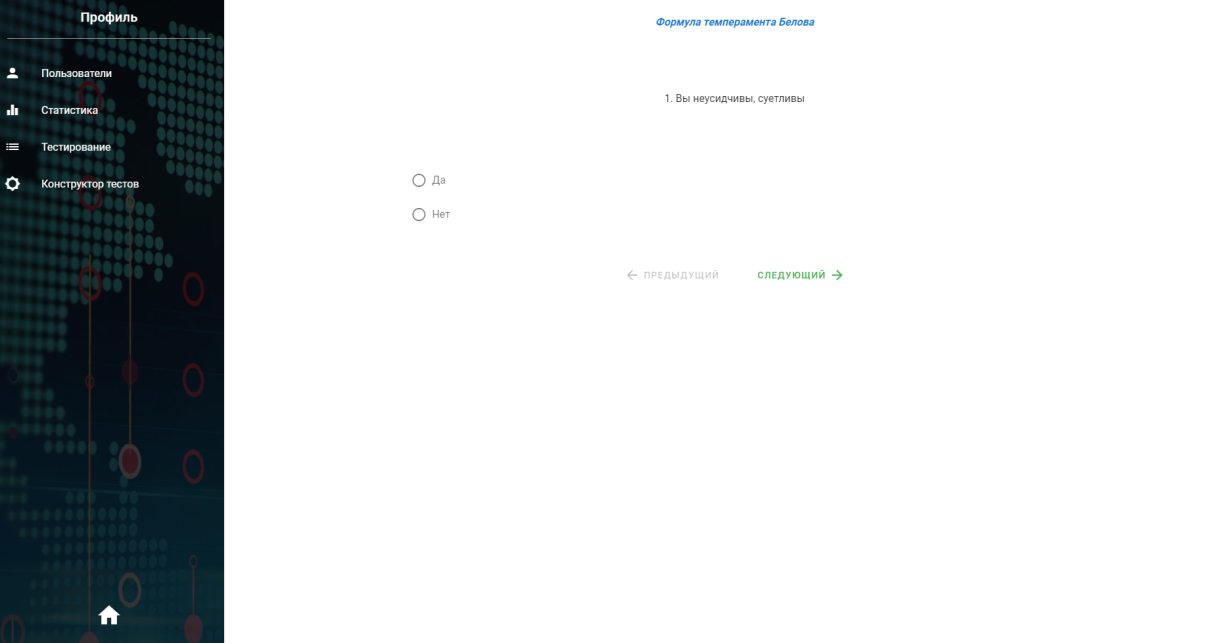 Профиль
Пользователи
Статистика
Тестирование
Конструктор тестов
Формула темперамента Белова
1. Вы неусидчивы, суетливы
Да
Нет
ПРЕДЫДУЩИЙ
СЛЕДУЮЩИЙ